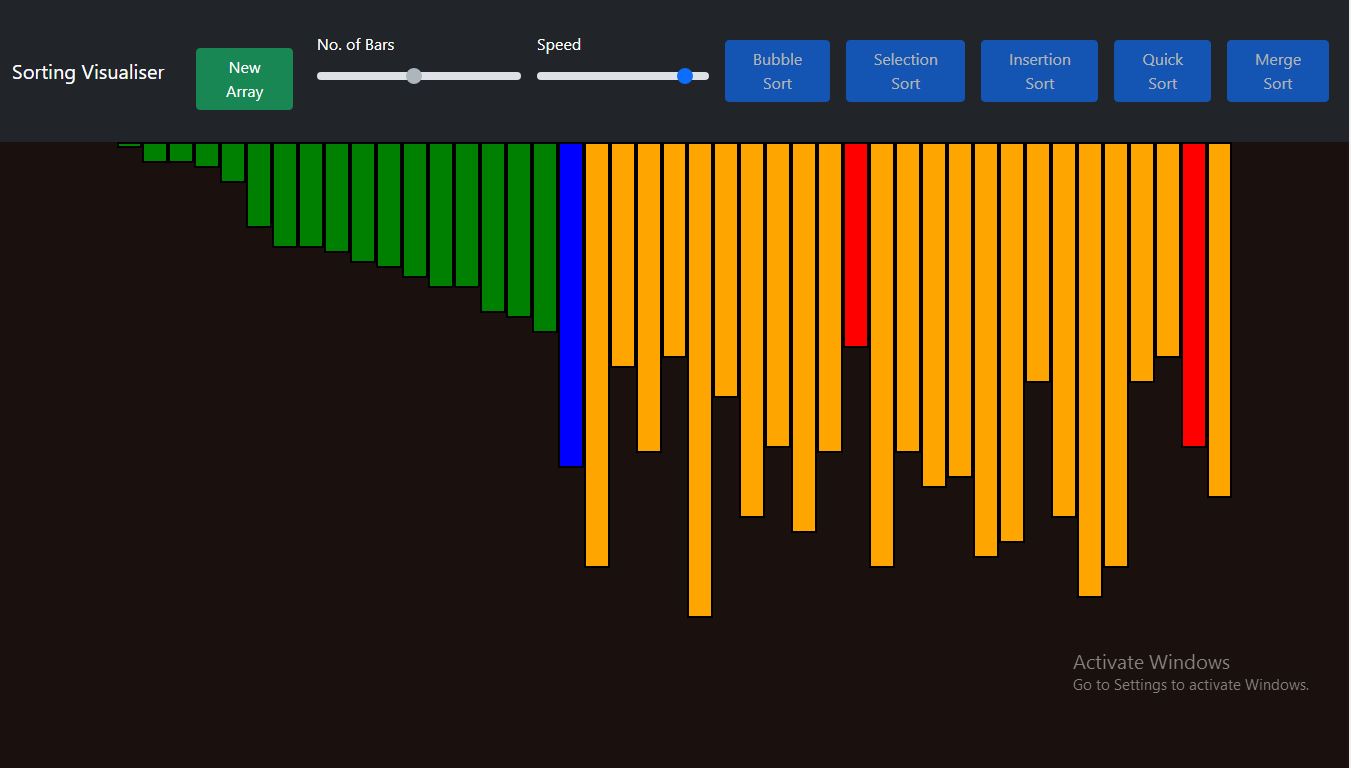 Sorting Visualiser
New
Array
No. of Bars
Speed
Bubble
Sort
Selection
Sort
Insertion
Sort
Quick
Sort
Merge
Sort
Activate Windows
Go to Settings to activate Windows.